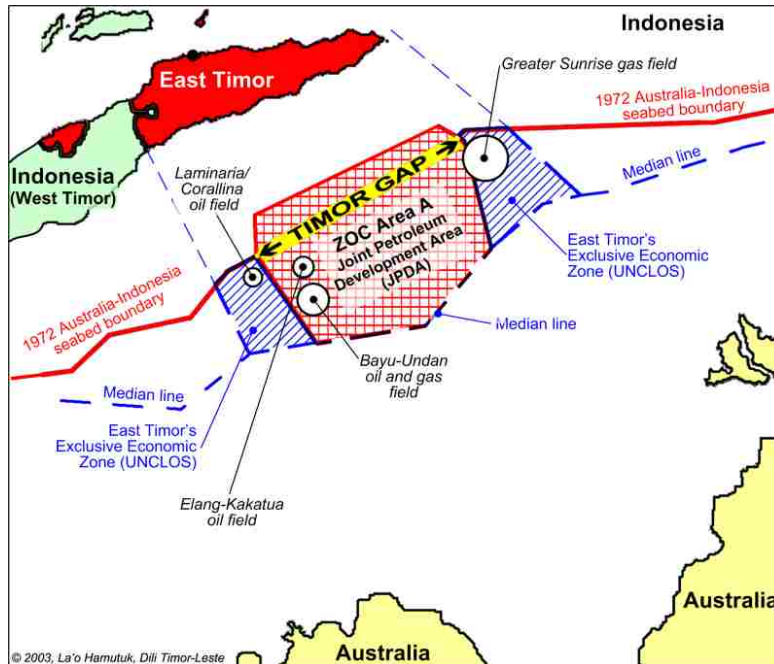 Indonesia
Greater Sunrise gas field
East Timor
1972 Australia-Indonesia
seabed boundary
Indonesia
(West Timor)
Laminaria/
Corallina
oil field
Median line
TIMOR GAP
ZOC Area A
Joint Petroleum
Development Area
(JPDA)
East Timor's
Exclusive Economic
Zone (UNCLOS)
1972 Australia-Indonesia
seabed boundary
Median line
Bayu-Undan
oil and gas
field
Median line
East Timor's
Exclusive Economic
Zone (UNCLOS)
Elang-Kakatua
oil field
Australia
Australia
© 2003, La'o Hamutuk, Dili Timor-Leste